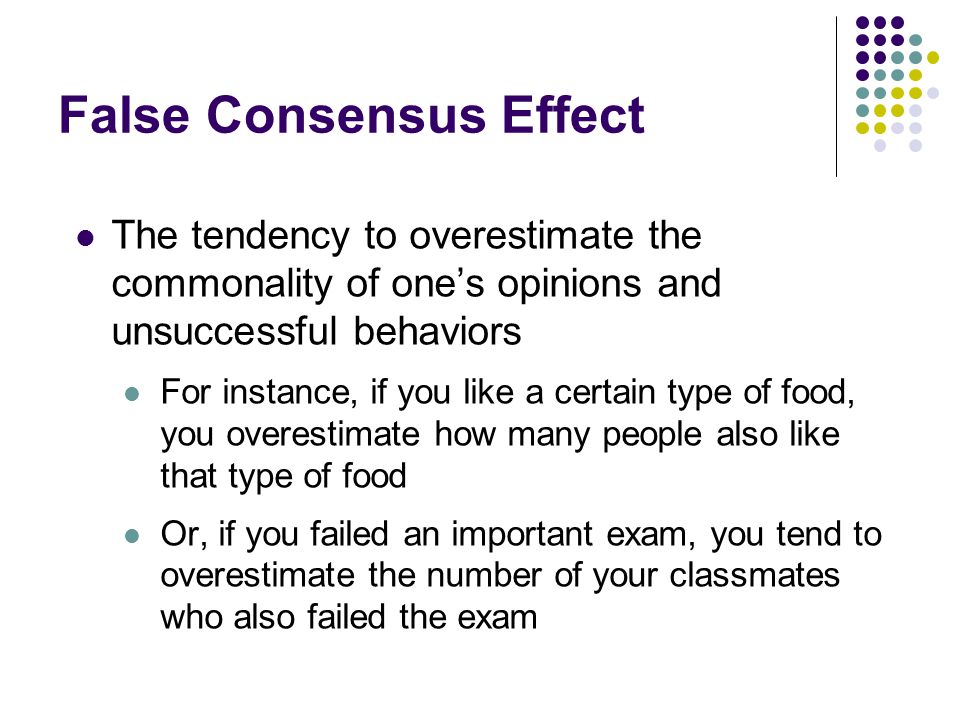 False Consensus Effect
The tendency to overestimate the
commonality of one’s opinions and
unsuccessful behaviors
For instance, if you like a certain type of food,
you overestimate how many people also like
that type of food
Or, if you failed an important exam, you tend to
overestimate the number of your classmates
who also failed the exam